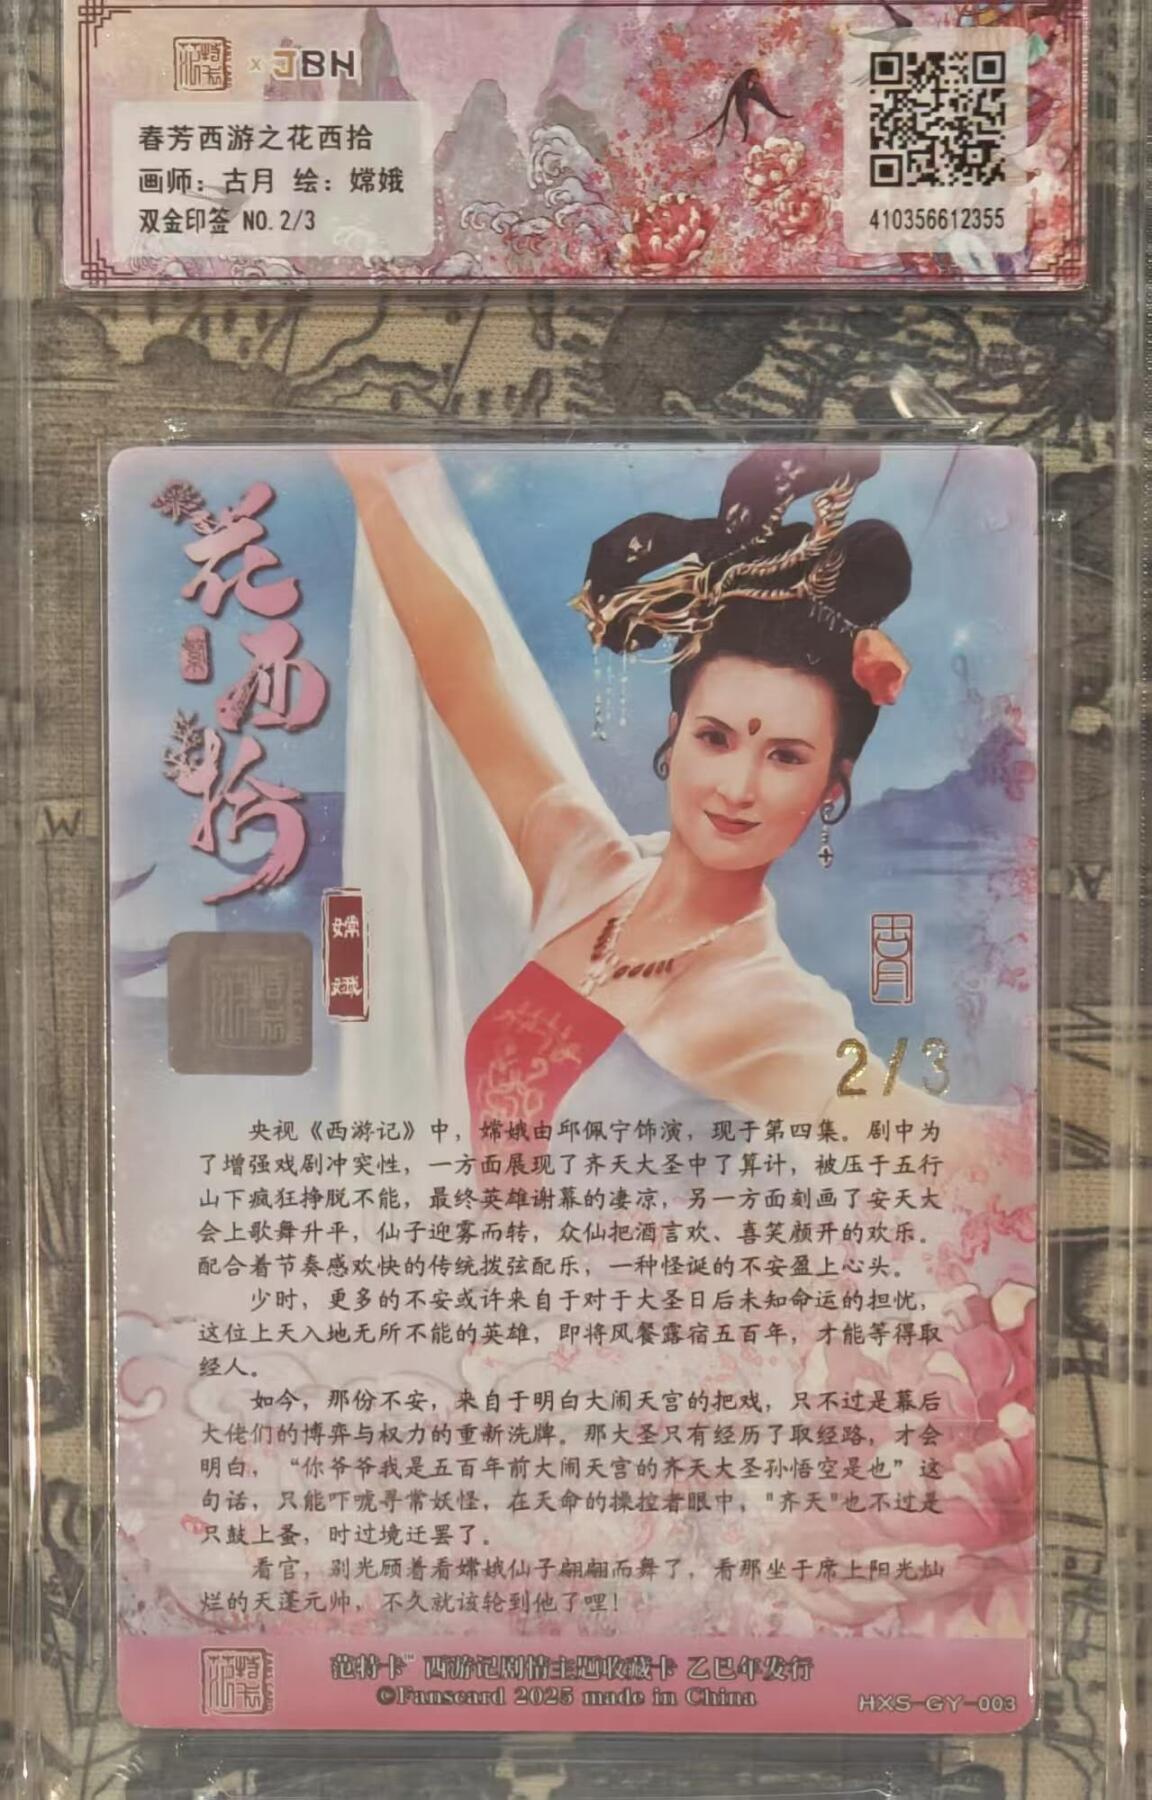 范特卡 × JBH
春芳西游之花西拾
画师：古月 绘：嫦娥
双金印签 NO.2/3
410356612355
花西拾
嫦娥
古月
2/3
央视《西游记》中，嫦娥由邱佩宁饰演，现于第四集。剧中为
了增强戏剧冲突性，一方面展现了齐天大圣中了算计，被压于五行
山下疯狂挣脱不能，最终英雄谢幕的凄凉，另一方面刻画了安天大
会上歌舞升平，仙子迎雾而转，众仙把酒言欢、喜笑颜开的欢乐。
配合着节奏感欢快的传统拨弦配乐，一种怪诞的不安盈上心头。
少时，更多的不安或许来自于对于大圣日后未知命运的担忧，
这位上天入地无所不能的英雄，即将风餐露宿五百年，才能等得取
经人。
如今，那份不安，来自于明白大闹天宫的把戏，只不过是幕后
大佬们的博弈与权力的重新洗牌。那大圣只有经历了取经路，才会
明白，“你爷爷我是五百年前大闹天宫的齐天大圣孙悟空是也”这
句话，只能吓唬寻常妖怪，在天命的操控者眼中，"齐天"也不过是
只鼓上蚤，时过境迁罢了。
看官，别光顾着看嫦娥仙子翩翩而舞了，看那坐于席上阳光灿
烂的天蓬元帅，不久就该轮到他了哩！
范特卡
范特卡™ 西游记剧情主题收藏卡 乙巳年发行
©Fanscard 2025 made in China
HXS-GY-003